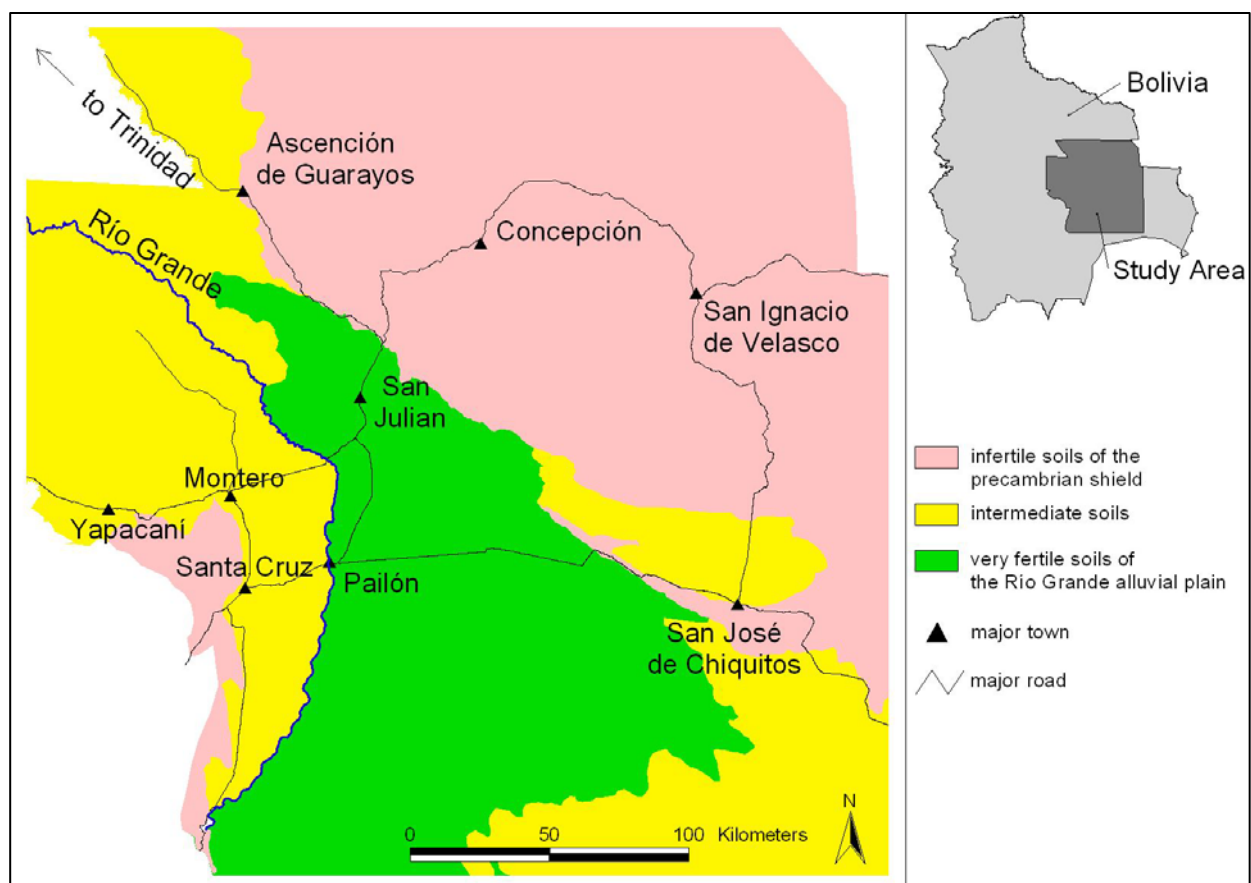 to Trinidad
Ascención
de Guarayos
Concepción
Río Grande
San Ignacio
de Velasco
San
Julian
Montero
Yapacaní
Santa Cruz
Pailón
San José
de Chiquitos
0 50 100 Kilometers
N
Bolivia
Study Area
infertile soils of the
precambrian shield
intermediate soils
very fertile soils of
the Rio Grande alluvial plain
major town
major road